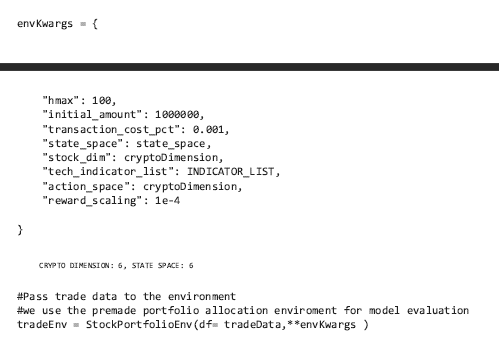 envKwargs = {
"hmax": 100,
"initial_amount": 1000000,
"transaction_cost_pct": 0.001,
"state_space": state_space,
"stock_dim": cryptoDimension,
"tech_indicator_list": INDICATOR_LIST,
"action_space": cryptoDimension,
"reward_scaling": 1e-4
}
CRYPTO DIMENSION: 6, STATE SPACE: 6
#Pass trade data to the environment
#we use the premade portfolio allocation enviroment for model evaluation
tradeEnv = StockPortfolioEnv(df= tradeData,**envKwargs )